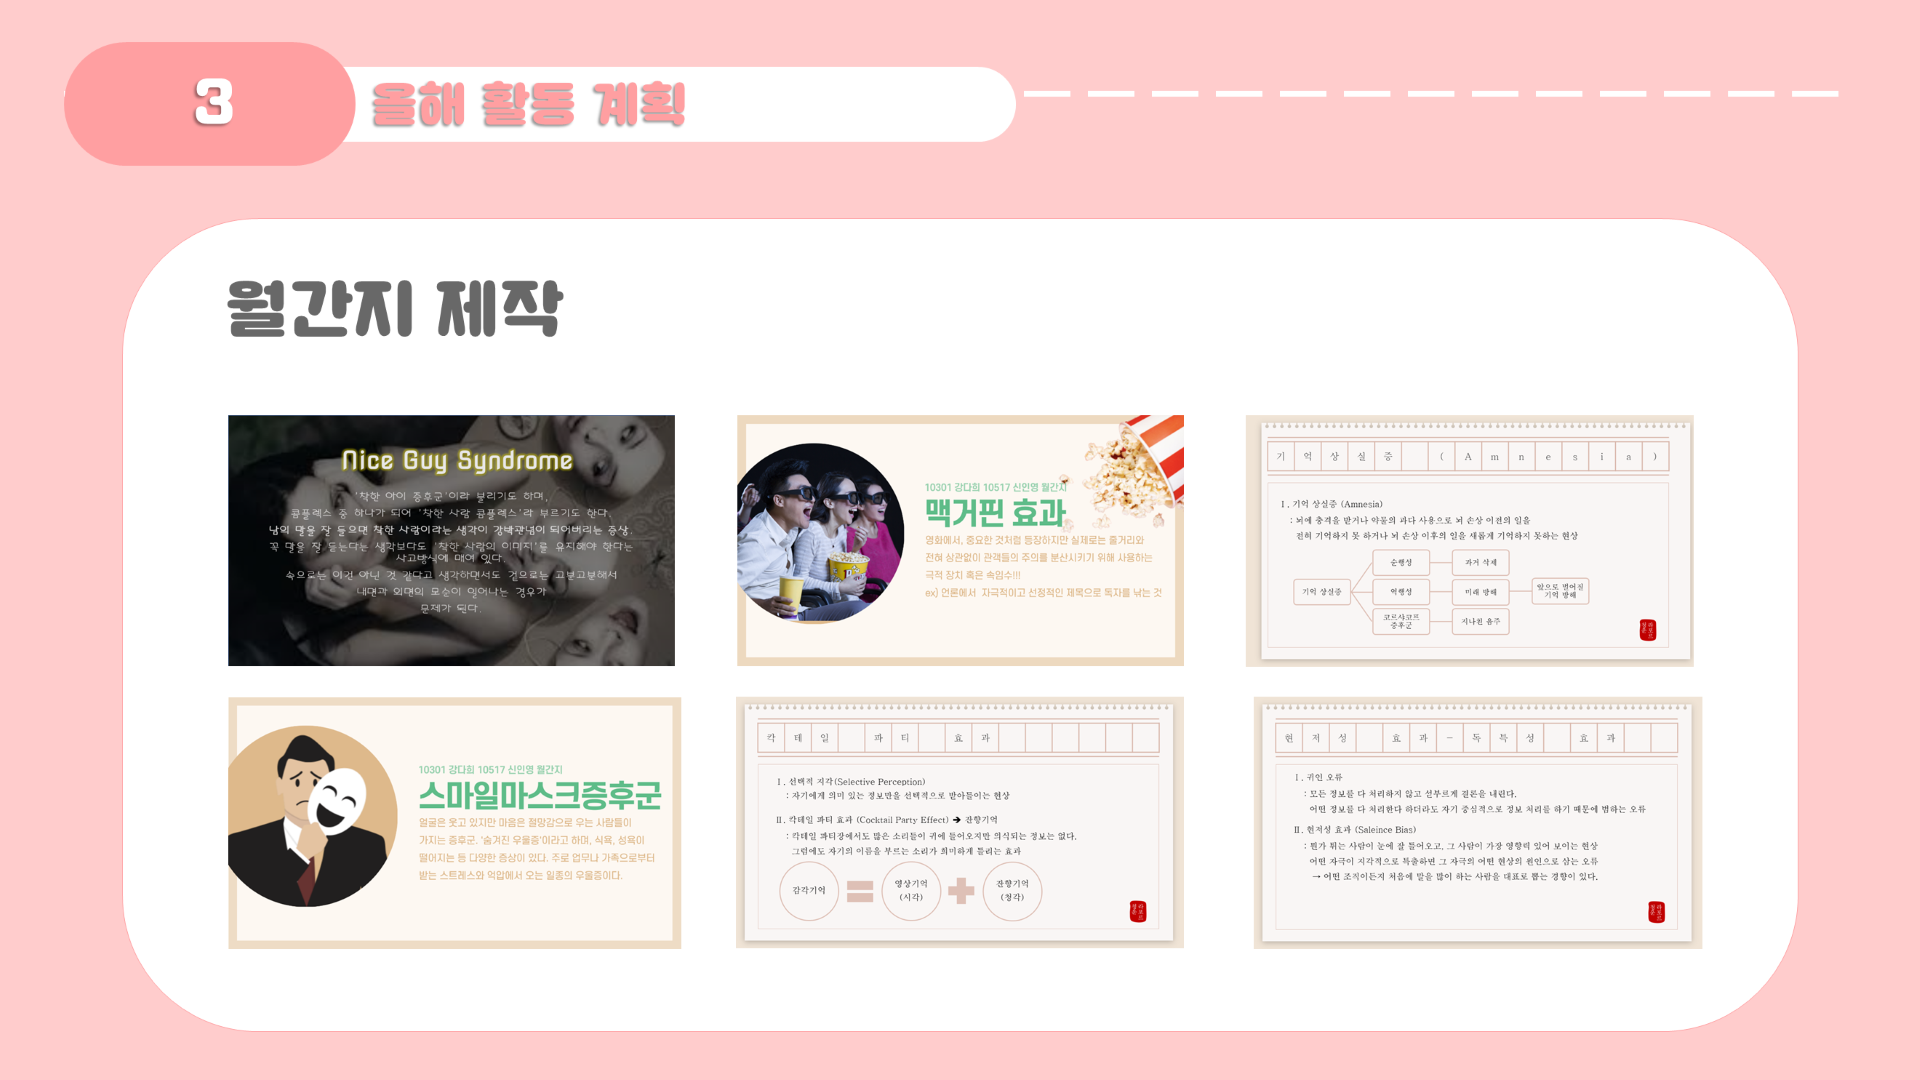 3
올해 활동 계획
월간지 제작
Nice Guy Syndrome
'착한 아이 증후군'이라 불리기도 하며,
콤플렉스 중 하나가 되어 '착한 사람 콤플렉스'라 부르기도 한다.
남의 말을 잘 들으면 착한 사람이라는 생각이 강박관념이 되어버리는 증상.
꼭 말을 잘 듣는다는 생각보다도 '착한 사람의 이미지'를 유지해야 한다는
사고방식에 매여 있다.
속으로는 이건 아닌 것 같다고 생각하면서도 겉으로는 고분고분해서
내면과 외면의 모순이 일어나는 경우가
문제가 된다.
10301 강다희 10517 신인영 월간지
맥거핀 효과
영화에서, 중요한 것처럼 등장하지만 실제로는 줄거리와
전혀 상관없이 관객들의 주의를 분산시키기 위해 사용하는
극적 장치 혹은 속임수!!!
ex) 언론에서 자극적이고 선정적인 제목으로 독자를 낚는 것
기억상실증 (Amnesia)
Ⅰ. 기억 상실증 (Amnesia)
: 뇌에 충격을 받거나 약물의 과다 사용으로 뇌 손상 이전의 일을
전혀 기억하지 못 하거나 뇌 손상 이후의 일을 새롭게 기억하지 못하는 현상
순행성
과거 삭제
기억 상실증
역행성
미래 방해
앞으로 벌어질
기억 방해
코르사코프
증후군
지나친 음주
10301 강다희 10517 신인영 월간지
스마일마스크증후군
얼굴은 웃고 있지만 마음은 절망감으로 우는 사람들이
가지는 증후군. '숨겨진 우울증'이라고 하며, 식욕, 성욕이
떨어지는 등 다양한 증상이 있다. 주로 업무나 가족으로부터
받는 스트레스와 억압에서 오는 일종의 우울증이다.
칵테일 파티 효과
Ⅰ. 선택적 지각(Selective Perception)
: 자기에게 의미 있는 정보만을 선택적으로 받아들이는 현상
Ⅱ. 칵테일 파티 효과 (Cocktail Party Effect) ➔ 잔향기억
: 칵테일 파티장에서도 많은 소리들이 귀에 들어오지만 의식되는 정보는 없다.
그럼에도 자기의 이름을 부르는 소리가 희미하게 들리는 효과
감각기억
영상기억
(시각)
잔향기억
(청각)
현저성 효과 - 독특성 효과
Ⅰ. 귀인 오류
: 모든 정보를 다 처리하지 않고 섣부르게 결론을 내린다.
어떤 정보를 다 처리한다 하더라도 자기 중심적으로 정보 처리를 하기 때문에 범하는 오류
Ⅱ. 현저성 효과 (Saleince Bias)
: 뭔가 튀는 사람이 눈에 잘 들어오고, 그 사람이 가장 영향력 있어 보이는 현상
어떤 자극이 지각적으로 특출하면 그 자극의 어떤 현상의 원인으로 삼는 오류
→ 어떤 조직이든지 처음에 말을 많이 하는 사람을 대표로 뽑는 경향이 있다.